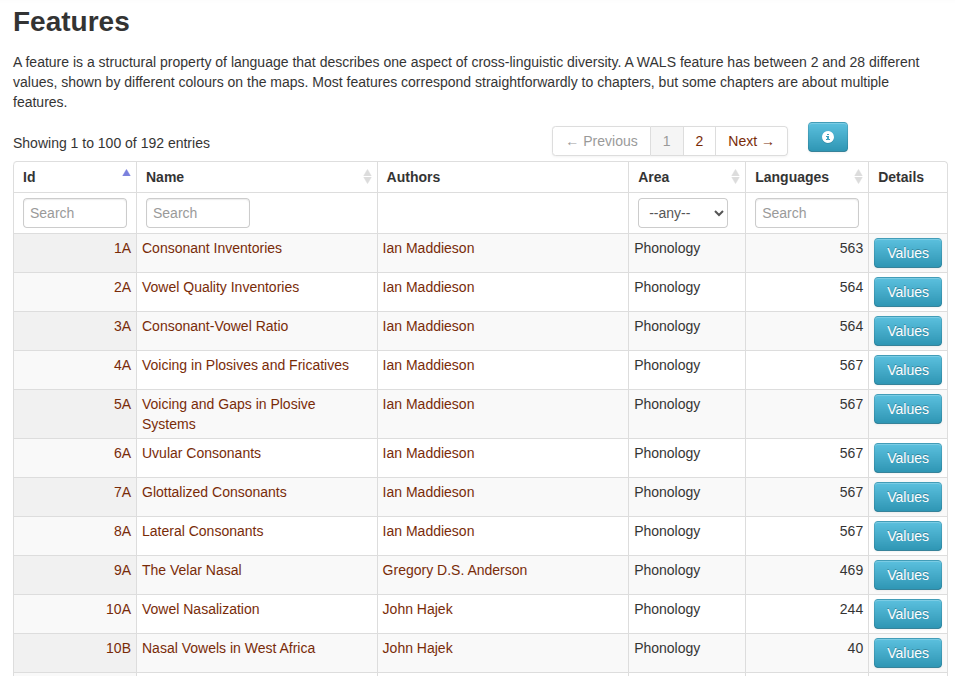 Features
A feature is a structural property of language that describes one aspect of cross-linguistic diversity. A WALS feature has between 2 and 28 different
values, shown by different colours on the maps. Most features correspond straightforwardly to chapters, but some chapters are about multiple
features.
Showing 1 to 100 of 192 entries ← Previous 1 2 Next →
Id Name Authors Area Languages Details
Search Search --any-- Search
1A Consonant Inventories Ian Maddieson Phonology 563 Values
2A Vowel Quality Inventories Ian Maddieson Phonology 564 Values
3A Consonant-Vowel Ratio Ian Maddieson Phonology 564 Values
4A Voicing in Plosives and Fricatives Ian Maddieson Phonology 567 Values
5A Voicing and Gaps in Plosive Ian Maddieson Phonology 567 Values
Systems
6A Uvular Consonants Ian Maddieson Phonology 567 Values
7A Glottalized Consonants Ian Maddieson Phonology 567 Values
8A Lateral Consonants Ian Maddieson Phonology 567 Values
9A The Velar Nasal Gregory D.S. Anderson Phonology 469 Values
10A Vowel Nasalization John Hajek Phonology 244 Values
10B Nasal Vowels in West Africa John Hajek Phonology 40 Values